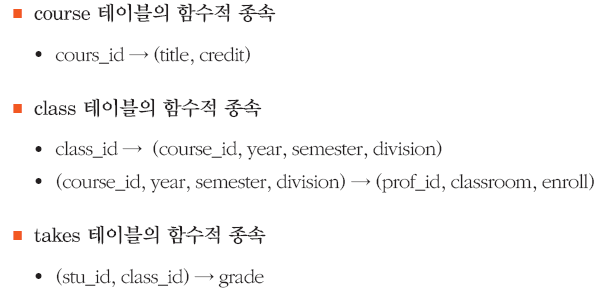 ■ course 테이블의 함수적 종속
• cours_id → (title, credit)
■ class 테이블의 함수적 종속
• class_id → (course_id, year, semester, division)
• (course_id, year, semester, division) → (prof_id, classroom, enroll)
■ takes 테이블의 함수적 종속
• (stu_id, class_id) → grade